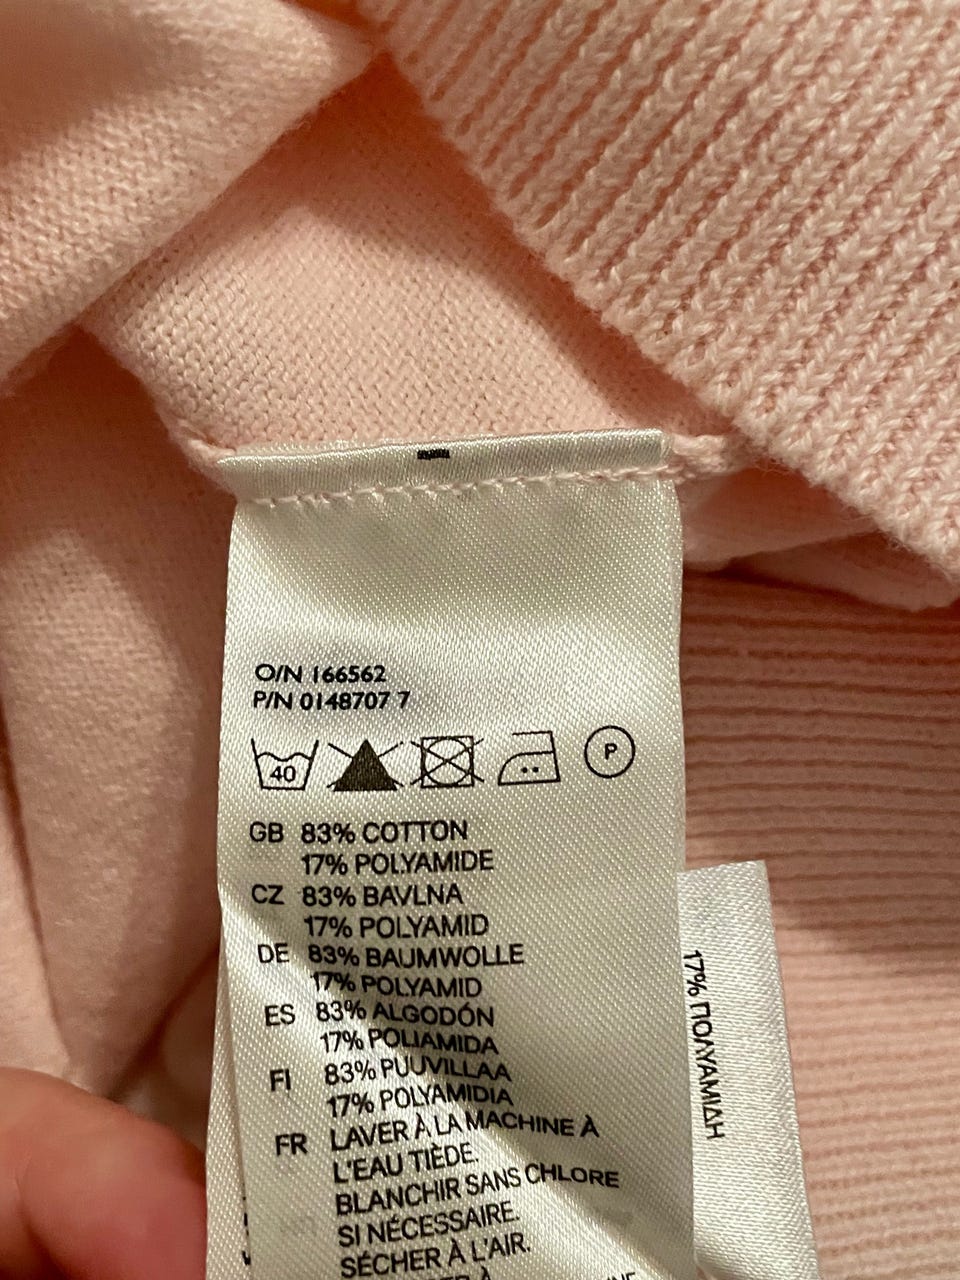 O/N 166562
P/N 0148707 7
40
P
GB 83% COTTON
17% POLYAMIDE
CZ 83% BAVLNA
17% POLYAMID
DE 83% BAUMWOLLE
17% POLYAMID
ES 83% ALGODÓN
17% POLIAMIDA
FI 83% PUUVILLAA
17% POLYAMIDIA
FR LAVER À LA MACHINE À
L'EAU TIÈDE.
BLANCHIR SANS CHLORE
SI NÉCESSAIRE.
SÉCHER À L'AIR.
17% ΠΟΛΥΑΜΙΔΗ